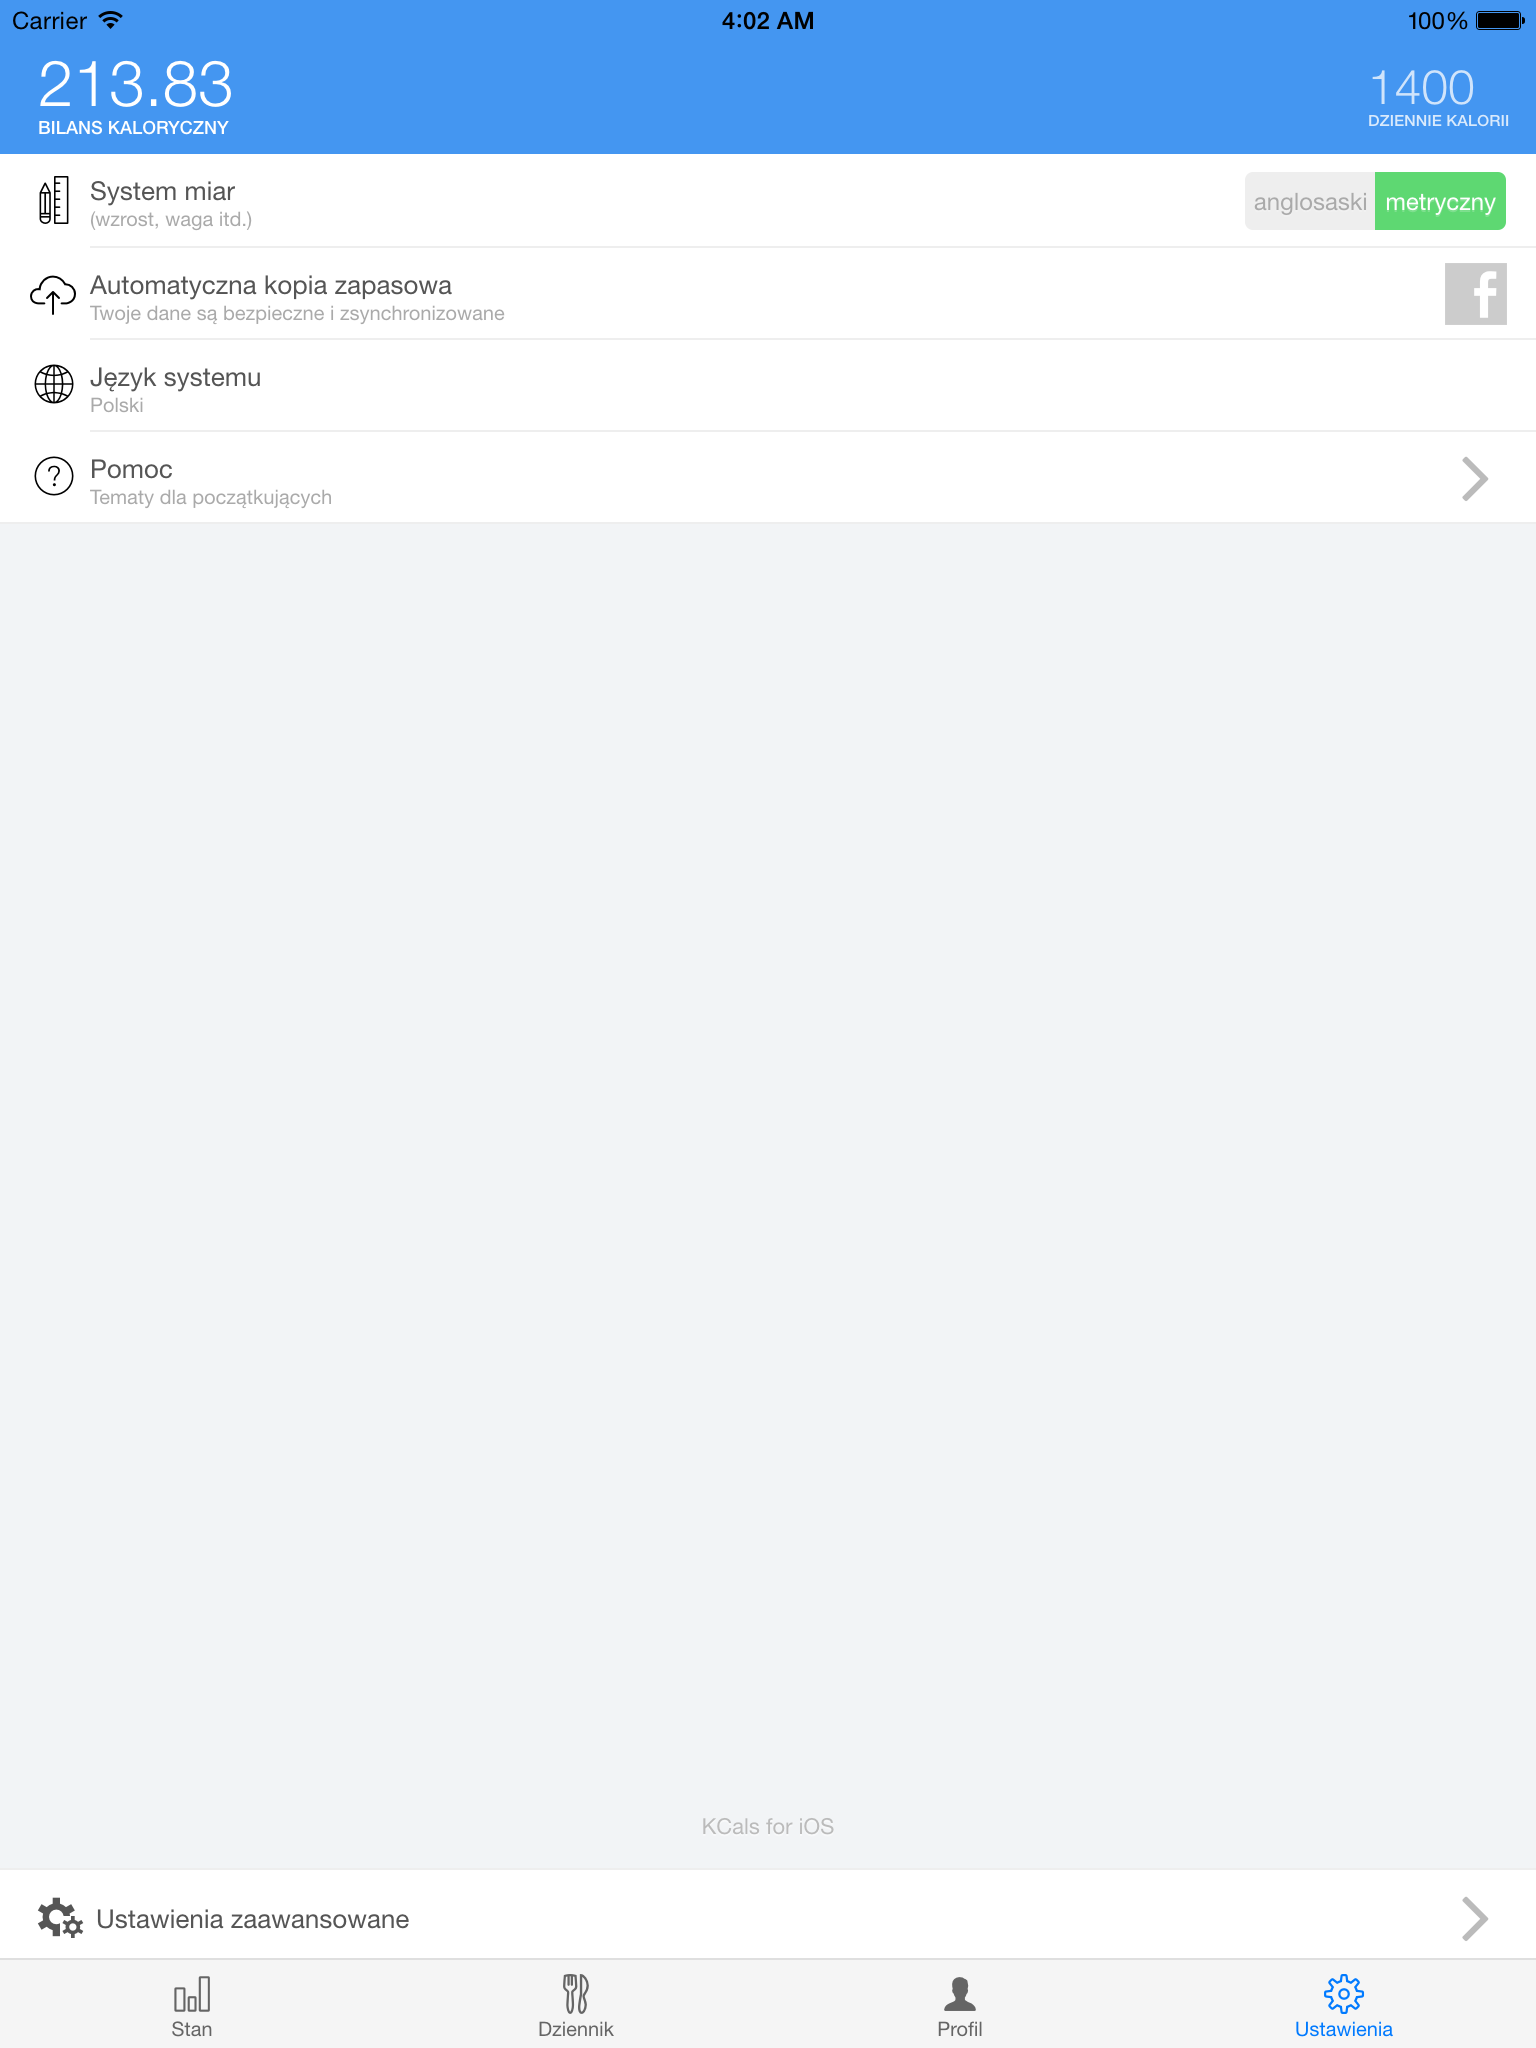 Carrier 4:02 AM 100%
213.83
BILANS KALORYCZNY
1400
DZIENNIE KALORII
System miar
(wzrost, waga itd.)
anglosaski metryczny
Automatyczna kopia zapasowa
Twoje dane są bezpieczne i zsynchronizowane
f
Język systemu
Polski
?
Pomoc
Tematy dla początkujących
KCals for iOS
Ustawienia zaawansowane
Stan Dziennik Profil Ustawienia